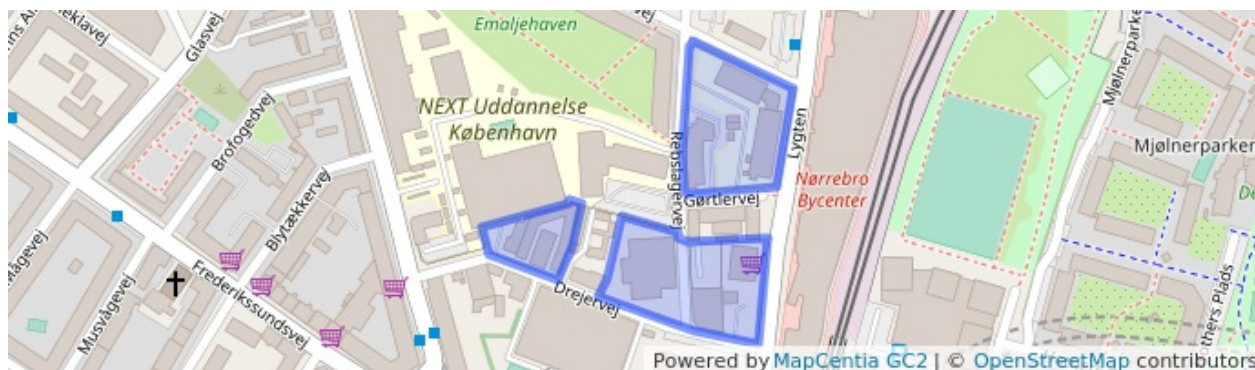 Emaljehaven
Glasvej
NEXT Uddannelse
København
Brofogedvej
Rebslagervej
Lygten
Mjølnerparken
Nørrebro
Bycenter
Gørtlervej
Blytækkervej
Musvågevej
Frederikssundsvej
Drejervej
Powered by MapCentia GC2 | © OpenStreetMap contributors